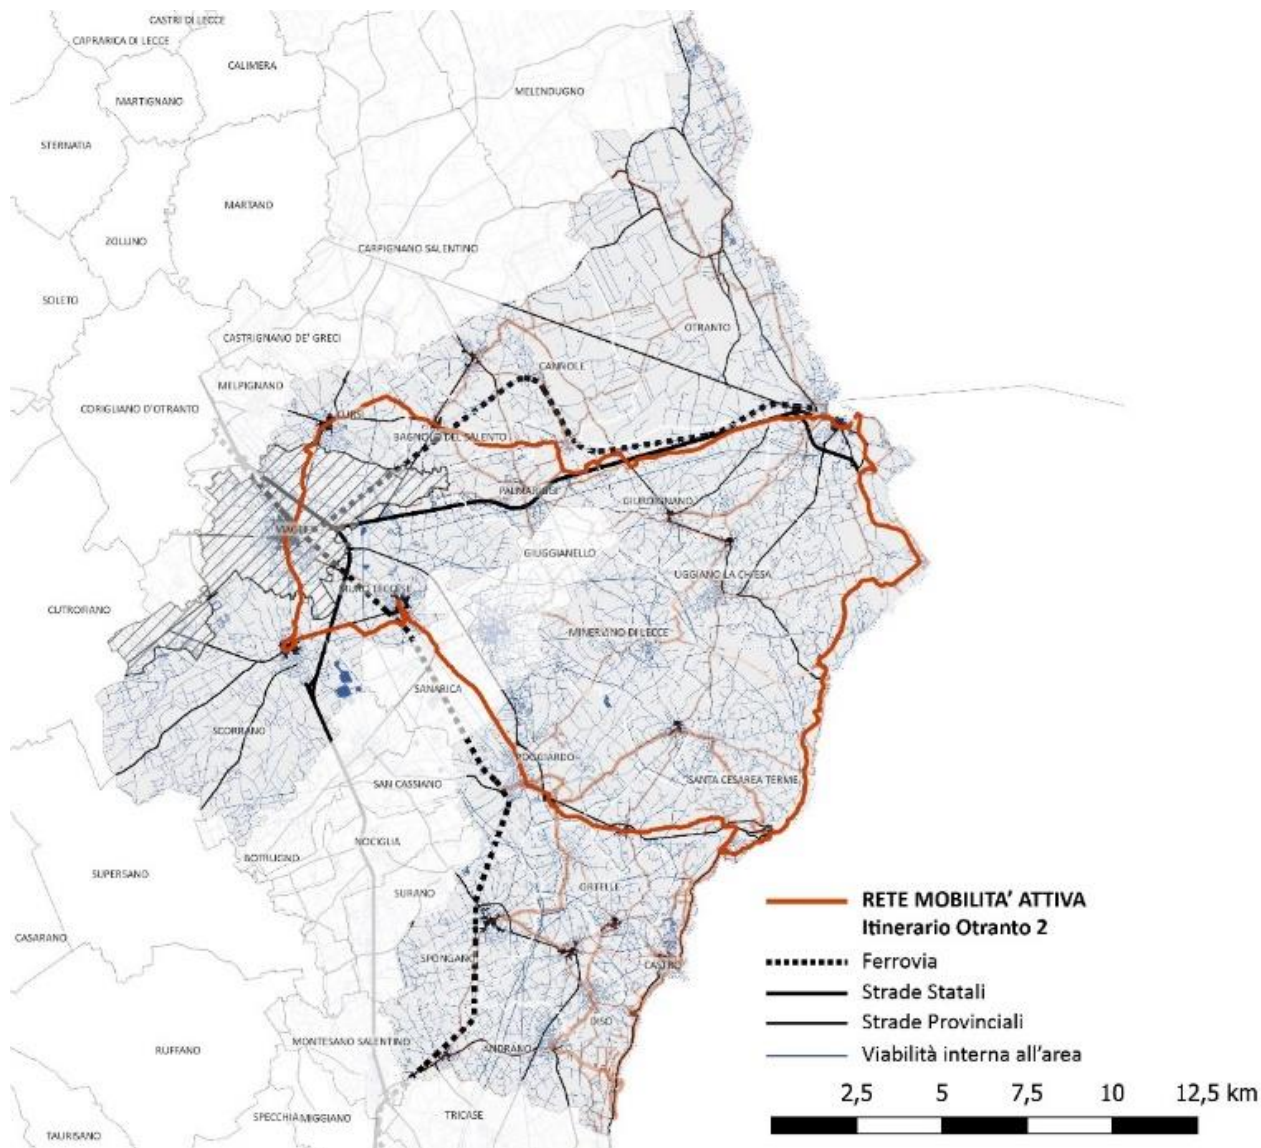 CASTRI DI LECCE
CAPRARICA DI LECCE
CALIMERA
MELENDUGNO
MARTIGNANO
STERNATIA
MARTANO
ZOLLINO
CARPIGNANO SALENTINO
SOLETO
OTRANTO
CASTRIGNANO DE' GRECI
CANNOLE
MELPIGNANO
CORIGLIANO D'OTRANTO
CURSI
BAGNOLO DEL SALENTO
PALMARIGGI
GIURDIGNANO
MAGLIE
GIUGGIANELLO
UGGIANO LA CHIESA
MURO LECCESE
CUTROFIANO
MINERVINO DI LECCE
SANARICA
SCORRANO
POGGIARDO
SANTA CESAREA TERME
SAN CASSIANO
NOCIGLIA
BOTRUGNO
SUPERSANO
SURANO
ORTELLE
CASARANO
SPONGANO
CASTRO
DISO
MONTESANO SALENTINO
ANDRANO
RUFFANO
SPECCHIA
MIGGIANO
TRICASE
TAURISANO
RETE MOBILITA' ATTIVA
Itinerario Otranto 2
Ferrovia
Strade Statali
Strade Provinciali
Viabilità interna all'area
2,5 5 7,5 10 12,5 km